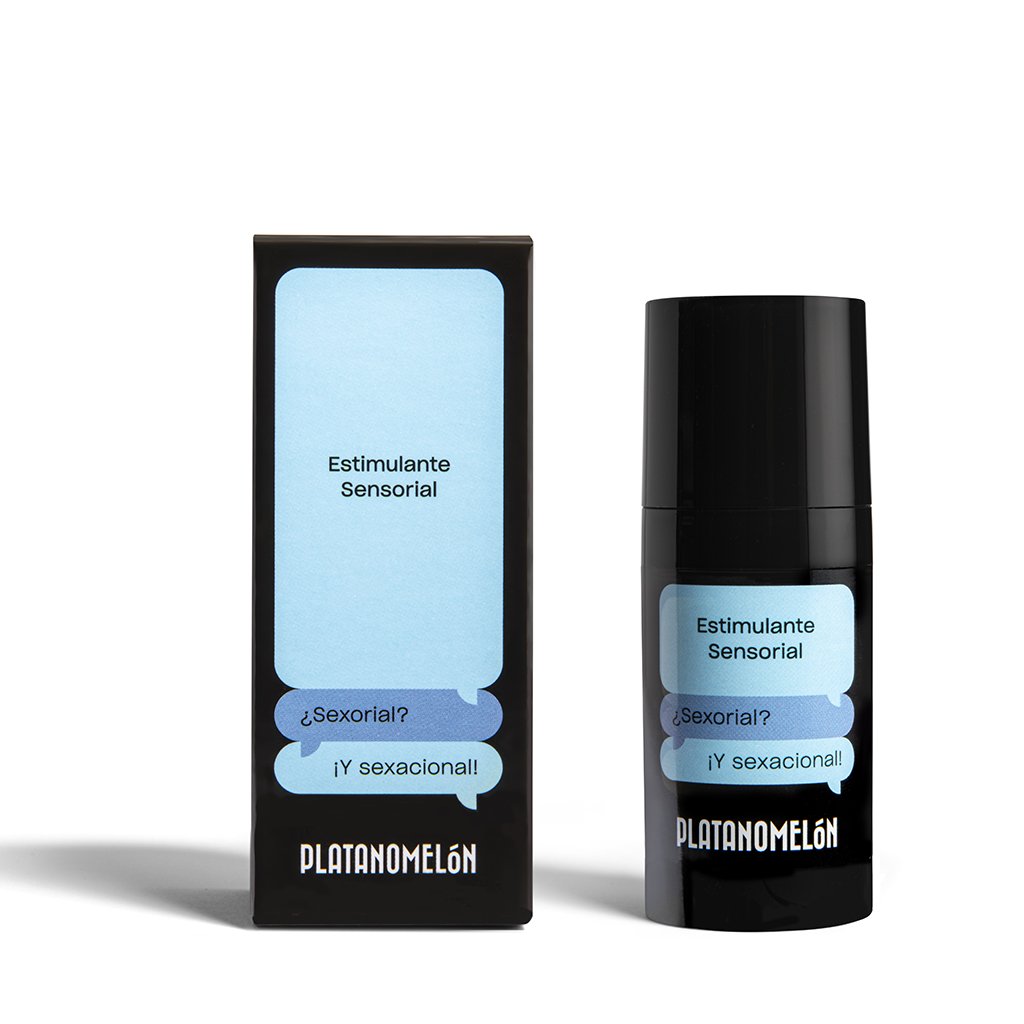 Estimulante
Sensorial
¿Sexorial?
¡Y sexacional!
PLATANOMELóN
Estimulante
Sensorial
¿Sexorial?
¡Y sexacional!
PLATANOMELóN